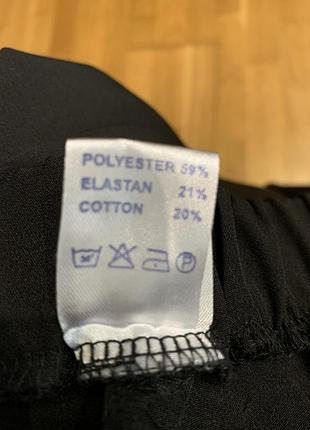 POLYESTER 59%
ELASTAN 21%
COTTON 20%
P